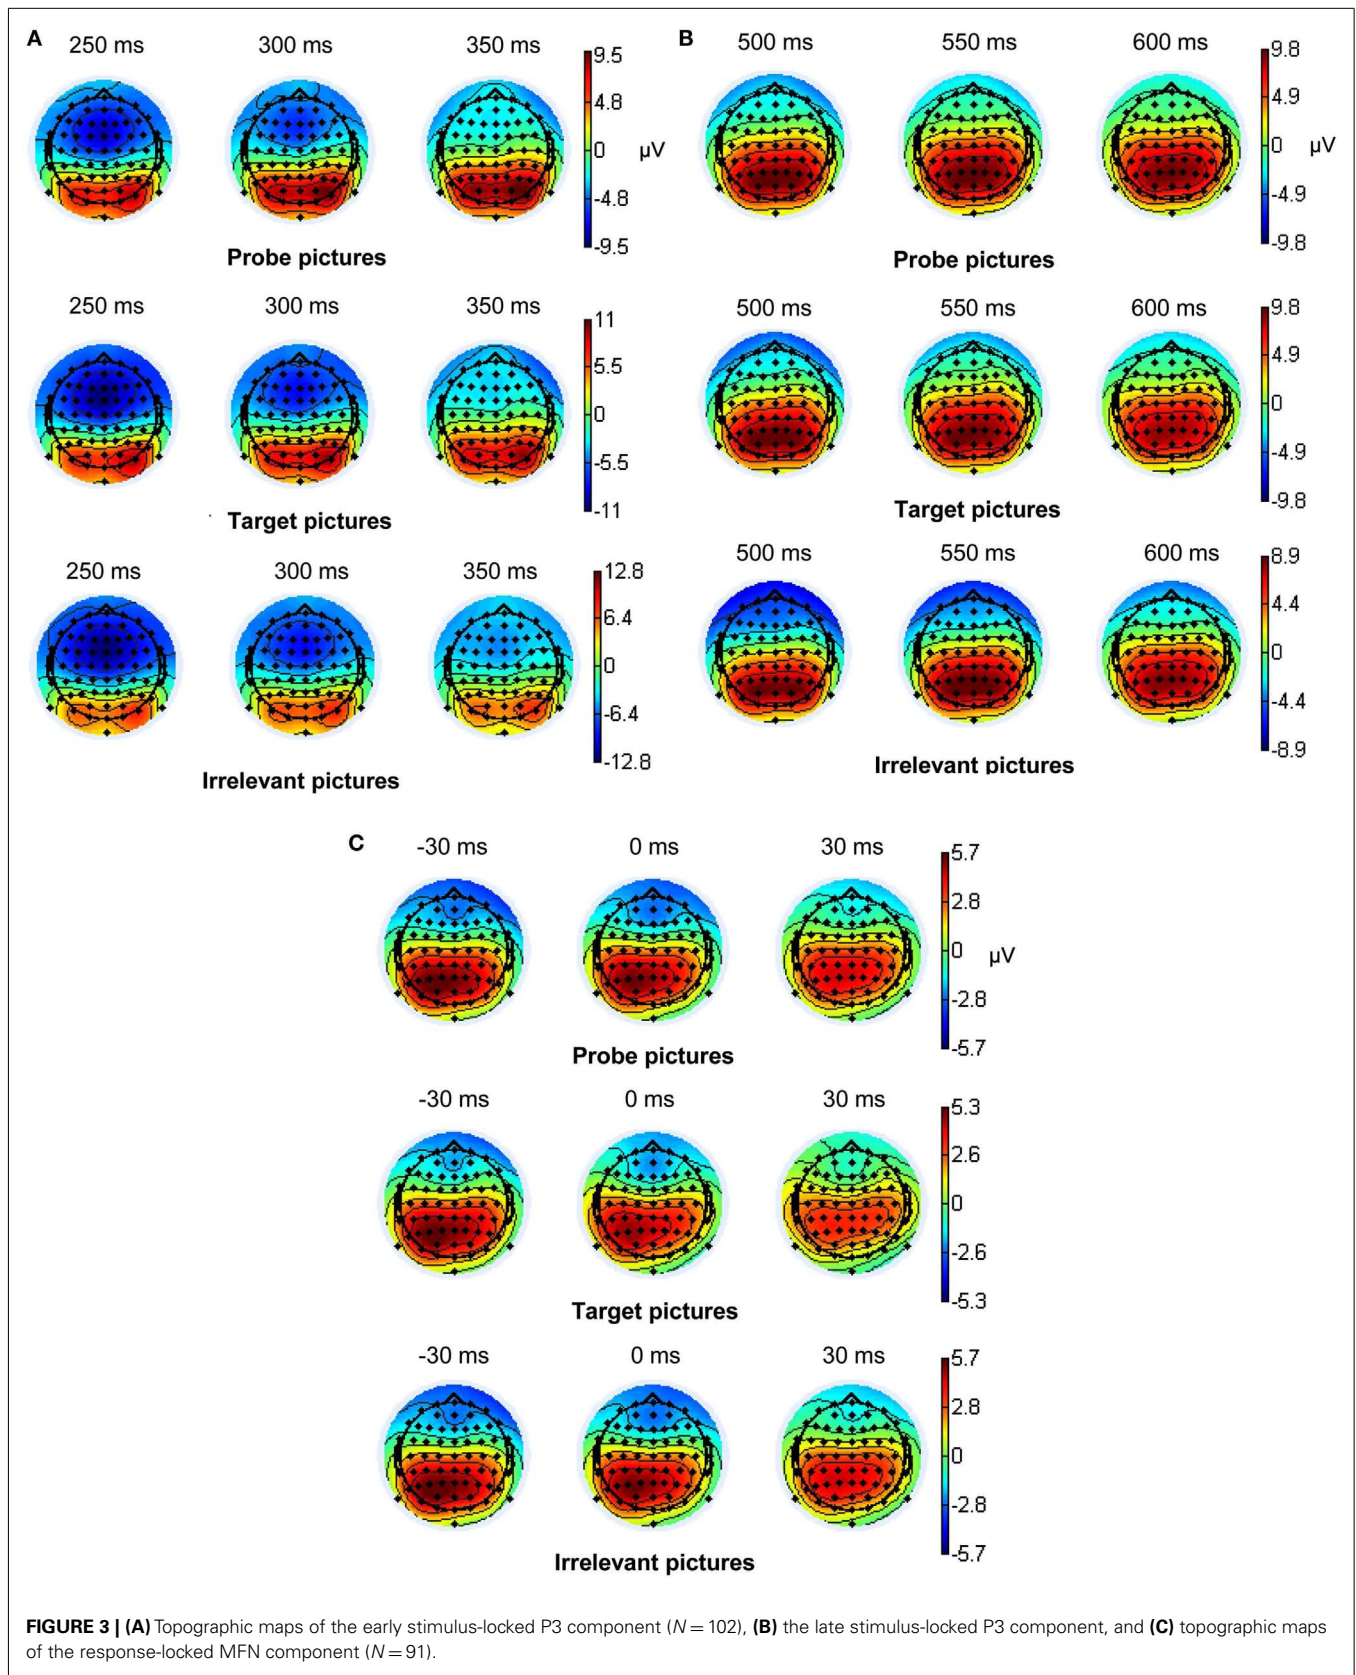 A
250 ms 300 ms 350 ms
9.5
4.8
0 µV
-4.8
-9.5
Probe pictures
250 ms 300 ms 350 ms
11
5.5
0
-5.5
-11
Target pictures
250 ms 300 ms 350 ms
12.8
6.4
0
-6.4
-12.8
Irrelevant pictures
B
500 ms 550 ms 600 ms
9.8
4.9
0 µV
-4.9
-9.8
Probe pictures
500 ms 550 ms 600 ms
9.8
4.9
0
-4.9
-9.8
Target pictures
500 ms 550 ms 600 ms
8.9
4.4
0
-4.4
-8.9
Irrelevant pictures
C
-30 ms 0 ms 30 ms
5.7
2.8
0 µV
-2.8
-5.7
Probe pictures
-30 ms 0 ms 30 ms
5.3
2.6
0
-2.6
-5.3
Target pictures
-30 ms 0 ms 30 ms
5.7
2.8
0
-2.8
-5.7
Irrelevant pictures
FIGURE 3 | (A) Topographic maps of the early stimulus-locked P3 component (N = 102), (B) the late stimulus-locked P3 component, and (C) topographic maps
of the response-locked MFN component (N = 91).